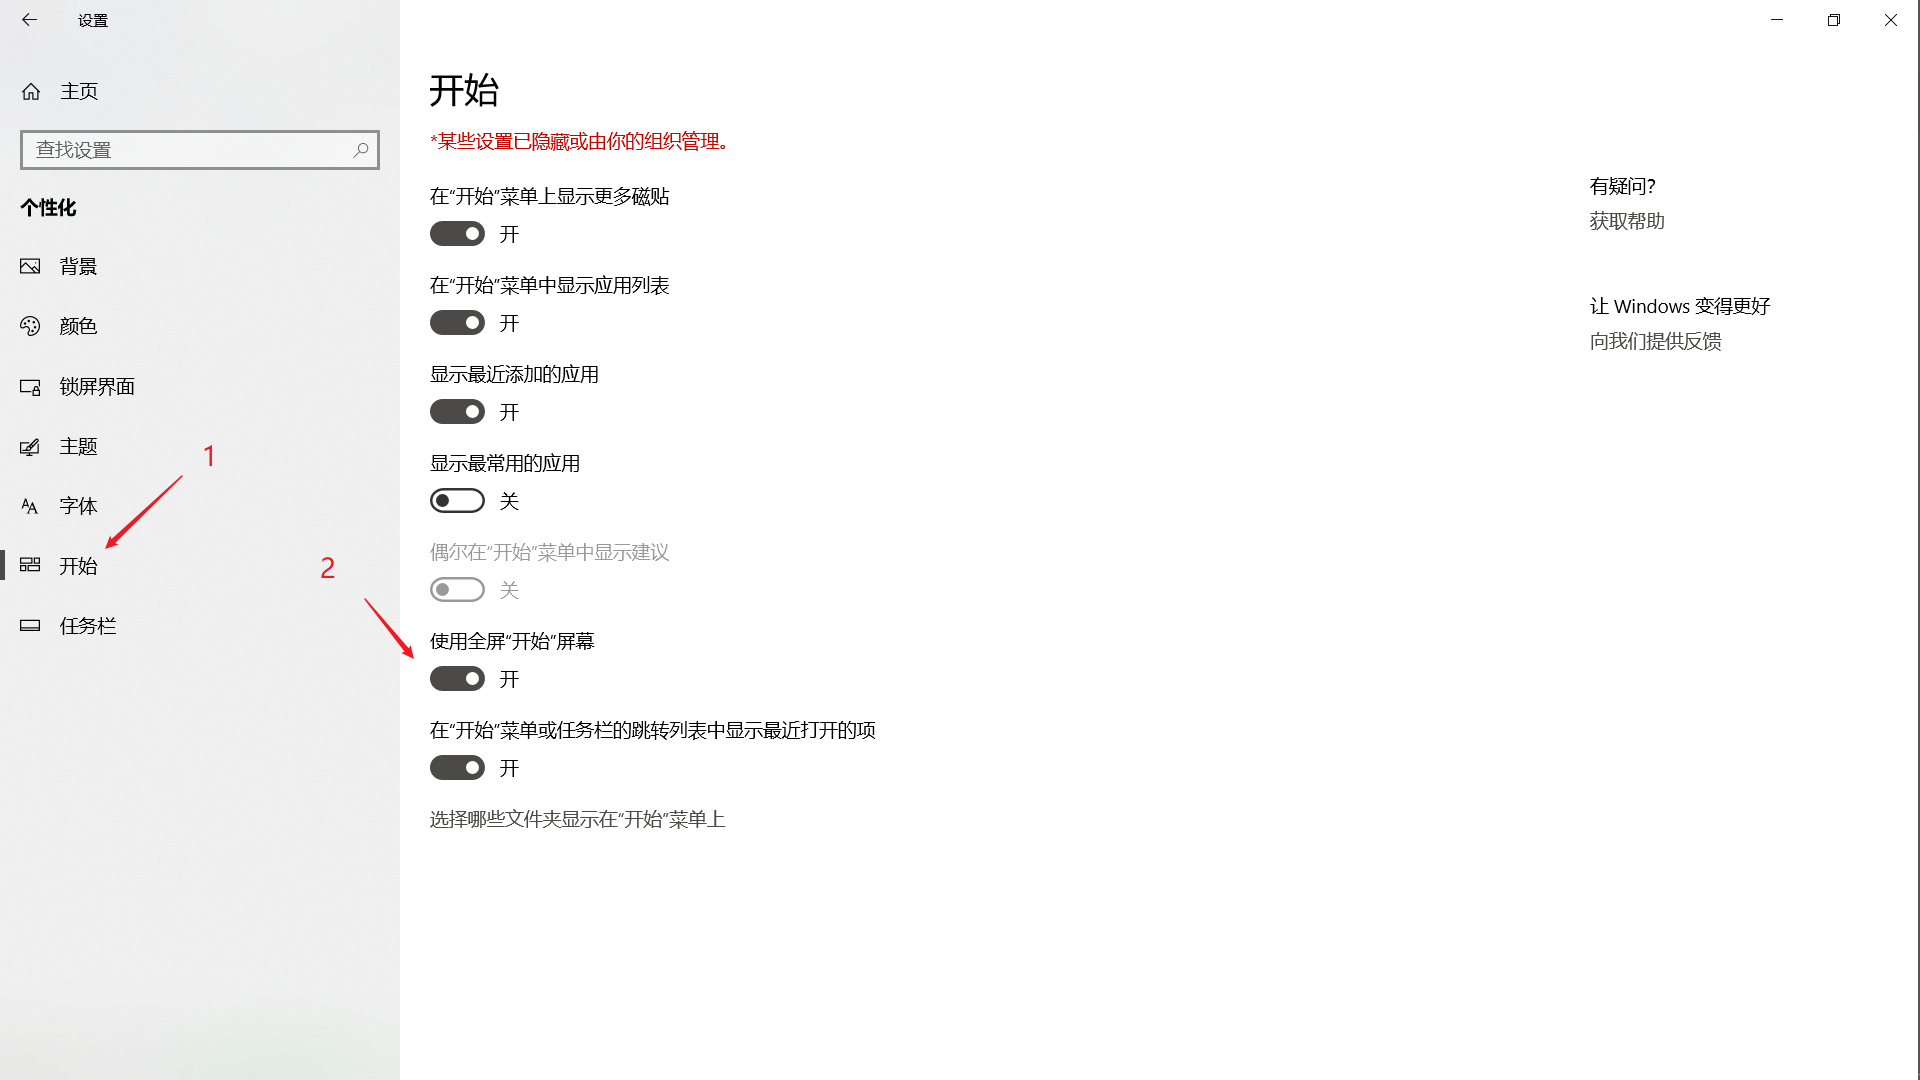 设置
主页
查找设置
个性化
背景
颜色
锁屏界面
主题
1
字体
开始
2
任务栏
开始
*某些设置已隐藏或由你的组织管理。
在“开始”菜单上显示更多磁贴
开
在“开始”菜单中显示应用列表
开
显示最近添加的应用
开
显示最常用的应用
关
偶尔在“开始”菜单中显示建议
关
使用全屏“开始”屏幕
开
在“开始”菜单或任务栏的跳转列表中显示最近打开的项
开
选择哪些文件夹显示在“开始”菜单上
有疑问?
获取帮助
让 Windows 变得更好
向我们提供反馈